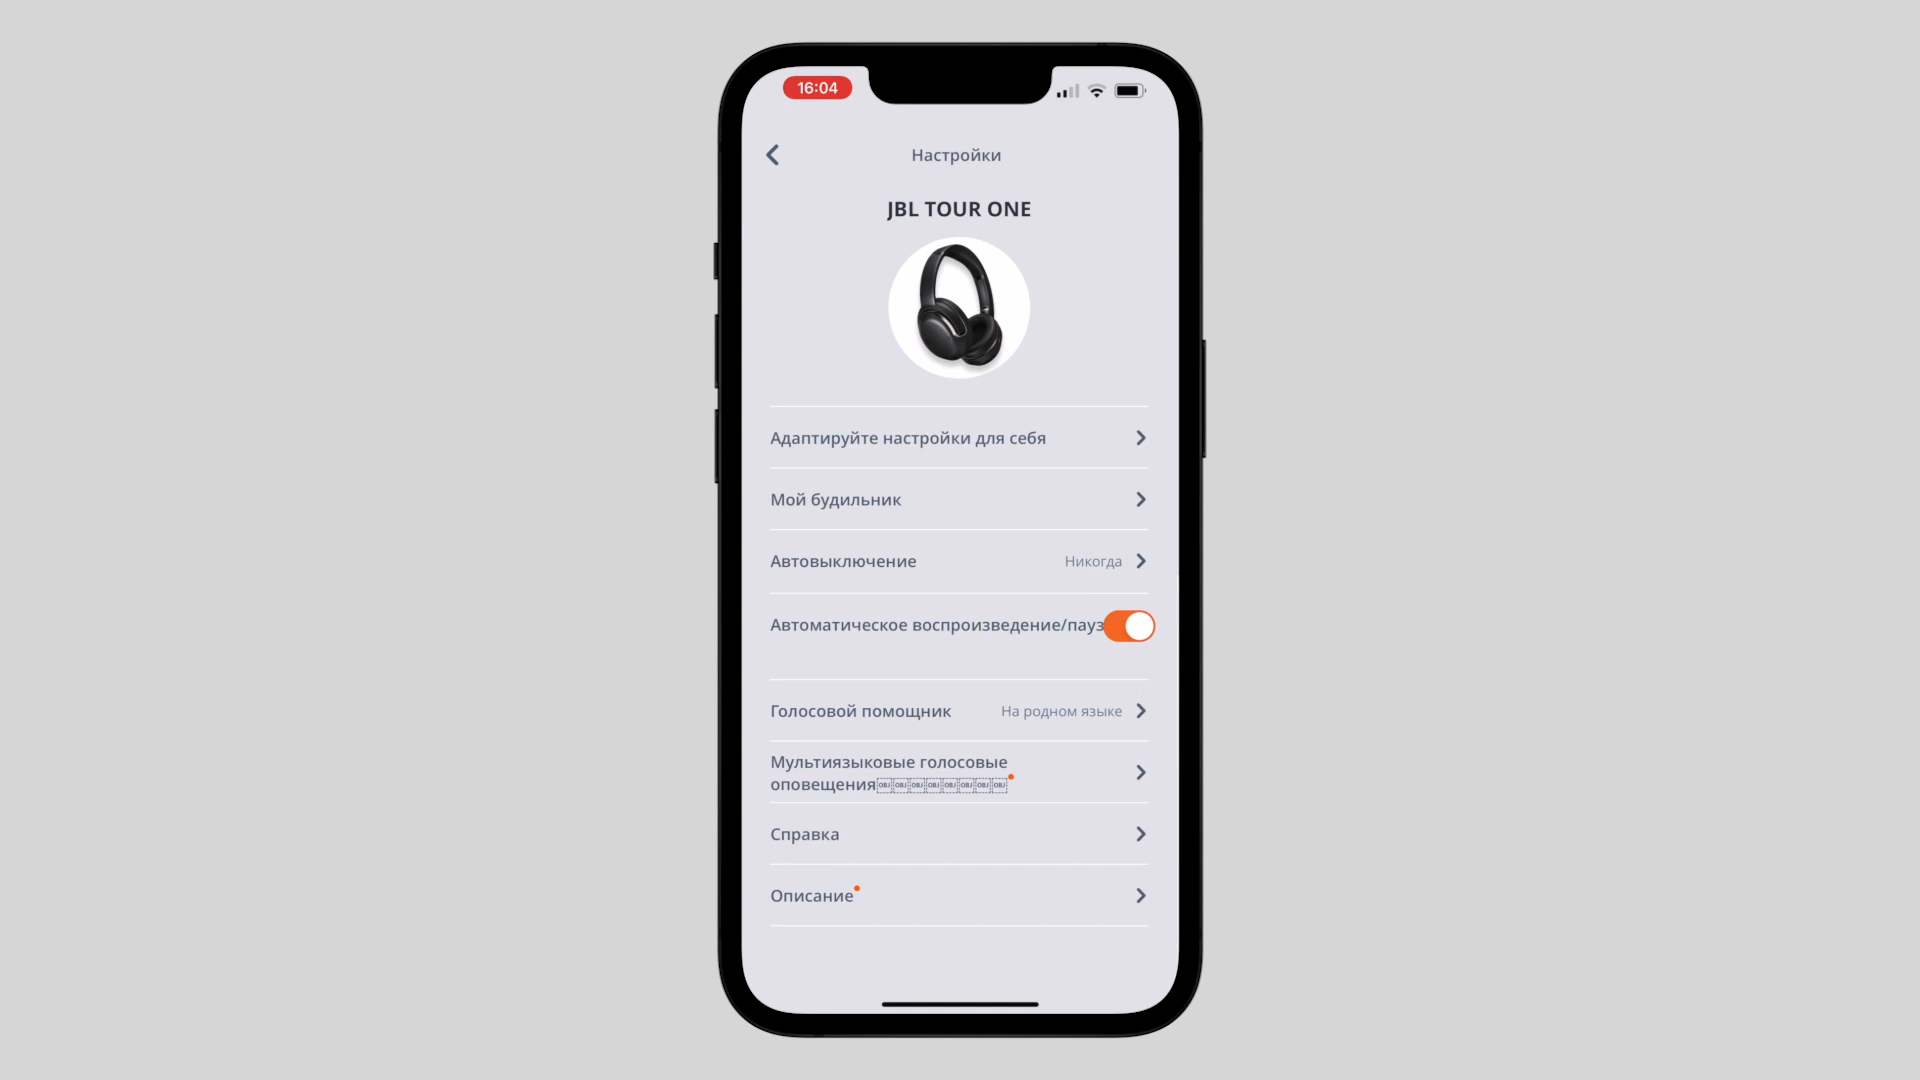 16:04
Настройки
JBL TOUR ONE
Адаптируйте настройки для себя
Мой будильник
Автовыключение Никогда
Автоматическое воспроизведение/пауз
Голосовой помощник На родном языке
Мультиязыковые голосовые
оповещения￼￼￼￼￼￼￼￼
Справка
Описание